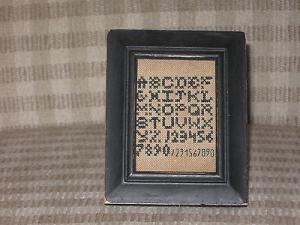 ABCDEF
GHIJKL
MNOPQR
STUVWX
YZ.123456
7890/1234567890